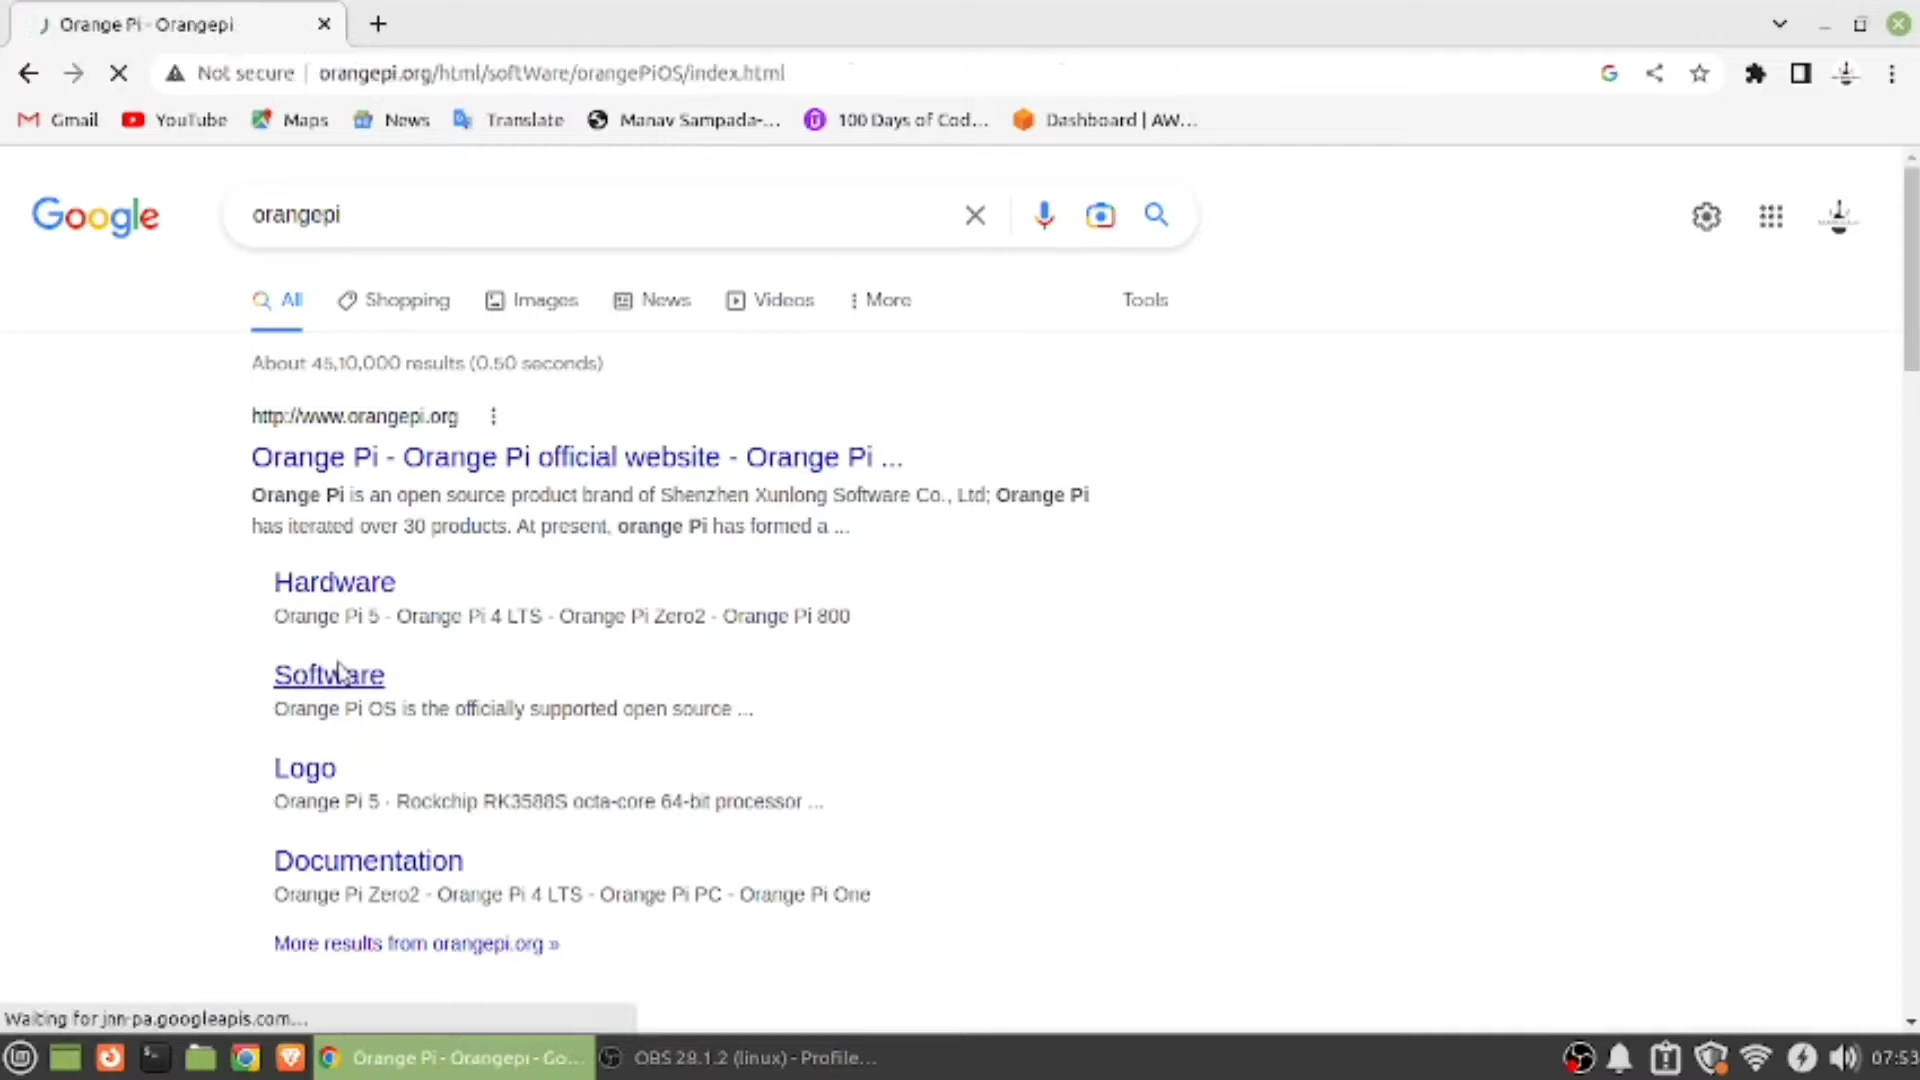 Orange Pi - Orangepi
Not secure | orangepi.org/html/softWare/orangePiOS/index.html
Gmail YouTube Maps News Translate Manav Sampada-... 100 Days of Cod... Dashboard | AW...
Google orangepi
All Shopping Images News Videos More Tools
About 45,10,000 results (0.50 seconds)
http://www.orangepi.org
Orange Pi - Orange Pi official website - Orange Pi ...
Orange Pi is an open source product brand of Shenzhen Xunlong Software Co., Ltd; Orange Pi
has iterated over 30 products. At present, orange Pi has formed a ...
Hardware
Orange Pi 5 - Orange Pi 4 LTS - Orange Pi Zero2 - Orange Pi 800
Software
Orange Pi OS is the officially supported open source ...
Logo
Orange Pi 5 · Rockchip RK3588S octa-core 64-bit processor ...
Documentation
Orange Pi Zero2 - Orange Pi 4 LTS - Orange Pi PC - Orange Pi One
More results from orangepi.org »
Waiting for jnn-pa.googleapis.com...
Orange Pi - Orangepi - Go... OBS 28.1.2 (linux) - Profile... 07:53